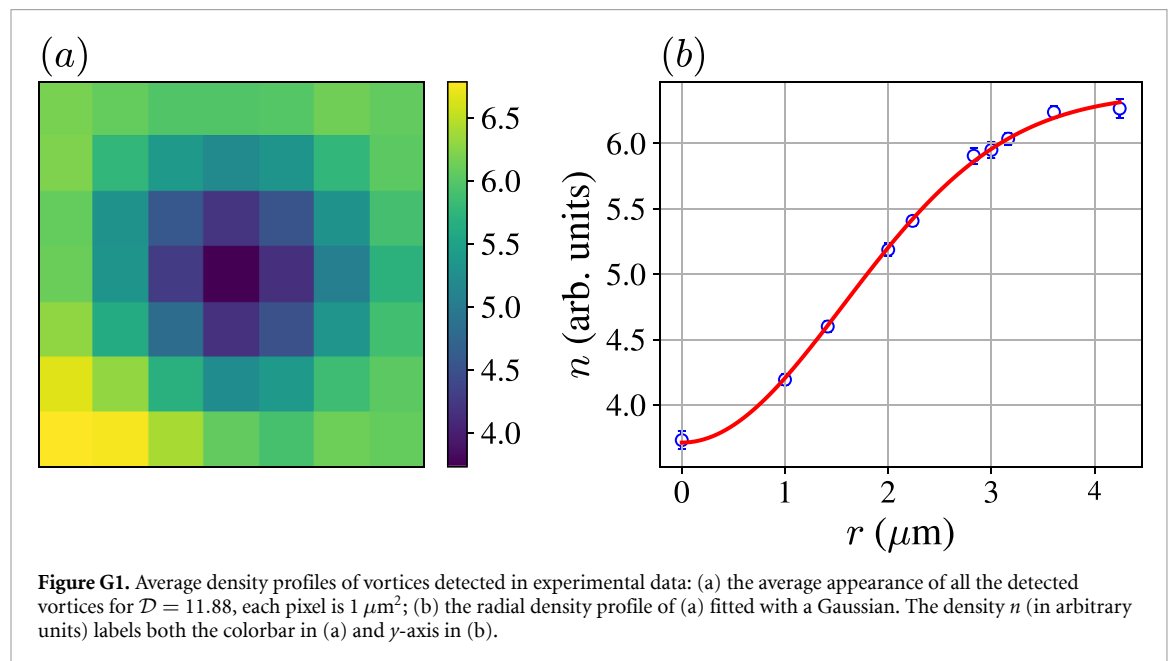 (a)
6.5
6.0
5.5
5.0
4.5
4.0
(b)
n (arb. units)
6.0
5.5
5.0
4.5
4.0
0 1 2 3 4
r (μm)
Figure G1. Average density profiles of vortices detected in experimental data: (a) the average appearance of all the detected
vortices for 𝒟 = 11.88, each pixel is 1 μm²; (b) the radial density profile of (a) fitted with a Gaussian. The density n (in arbitrary
units) labels both the colorbar in (a) and y-axis in (b).